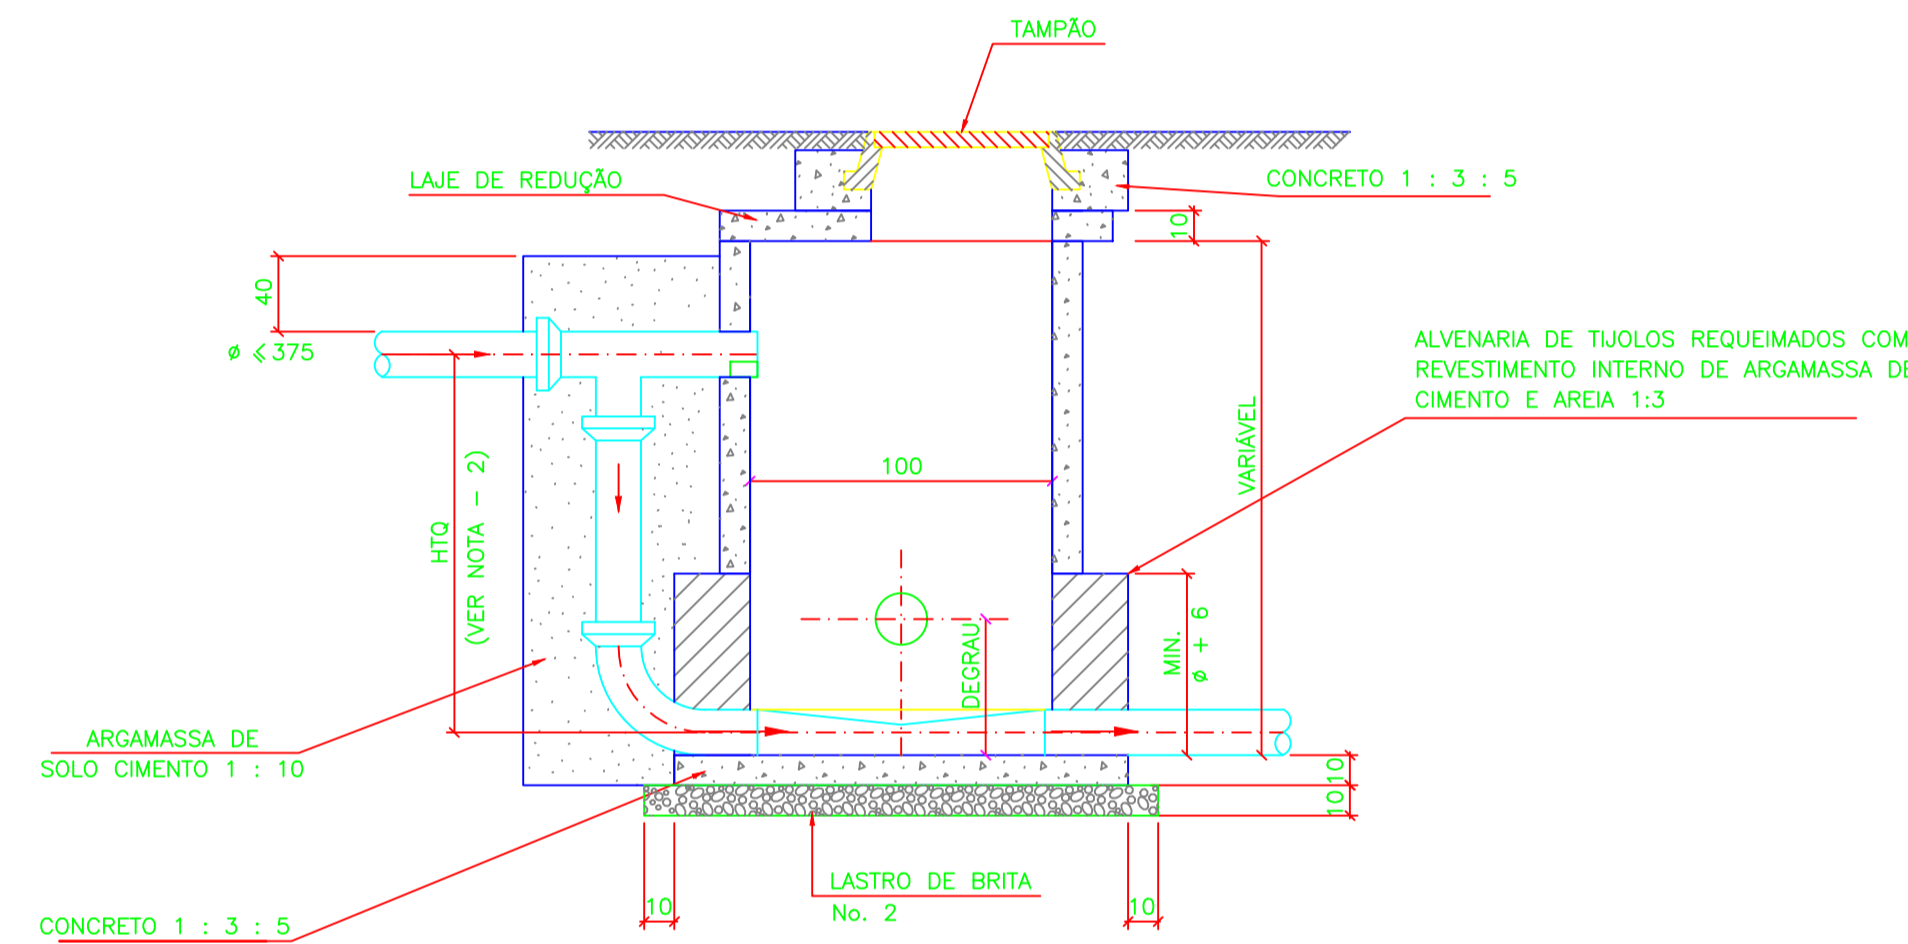 TAMPÃO
LAJE DE REDUÇÃO
CONCRETO 1 : 3 : 5
10
40
ø ⩽375
ALVENARIA DE TIJOLOS REQUEIMADOS COM
REVESTIMENTO INTERNO DE ARGAMASSA DE
CIMENTO E AREIA 1:3
VARIÁVEL
100
HTQ
(VER NOTA - 2)
DEGRAU
MIN.
ø + 6
ARGAMASSA DE
SOLO CIMENTO 1 : 10
10
10
LASTRO DE BRITA
No. 2
10
10
CONCRETO 1 : 3 : 5